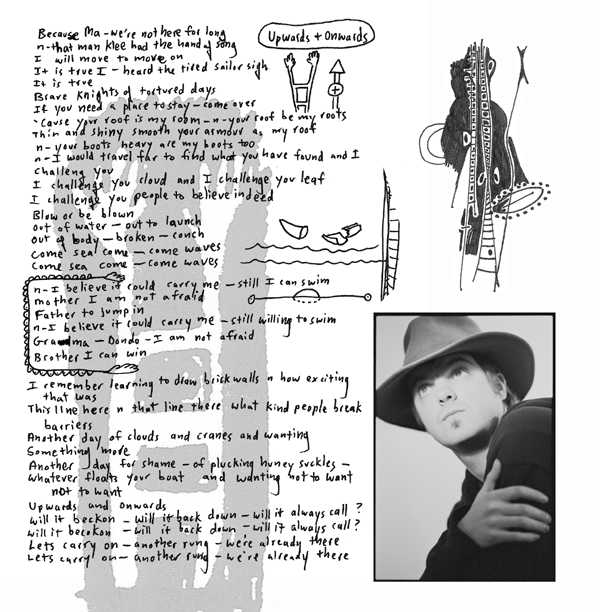 Upwards + Onwards
Because Ma - we're not here for long
n - that man Klee had the hand of song
I will move to move on
It is true I - heard the tired sailor sigh
It is true
Brave Knights of tortured days
If you need a place to stay - come over
'Cause your roof is my room - n - your roof be my roots
Thin and shiny smooth your armour as my roof
n - your boots heavy are my boots too
n - I would travel far to find what you have found and I
challeng you
I challenge you cloud and I challenge you leaf
I challenge you people to believe indeed
Blow or be blown
Out of water - out to launch
Out of body - broken - conch
Come sea come - come waves
Come sea come - come waves
n - I believe it could carry me - still I can swim
mother I am not afraid
Father to jump in
n - I believe it could carry me - still willing to swim
Grandma - Dondo - I am not afraid
Brother I can win
I remember learning to draw brick walls n how exciting
that was
This line here n that line there what kind people break
barriers
Another day of clouds and cranes and wanting
Something more
Another day for shame - of plucking huney suckles -
whatever floats your boat and wanting not to want
not to want
Upwards and onwards
will it beckon - will it back down - will it always call ?
will it becokon - will it back down - will it always call ?
Lets carry on - another rung - we're already there
Lets carry on - another rung - we're already there